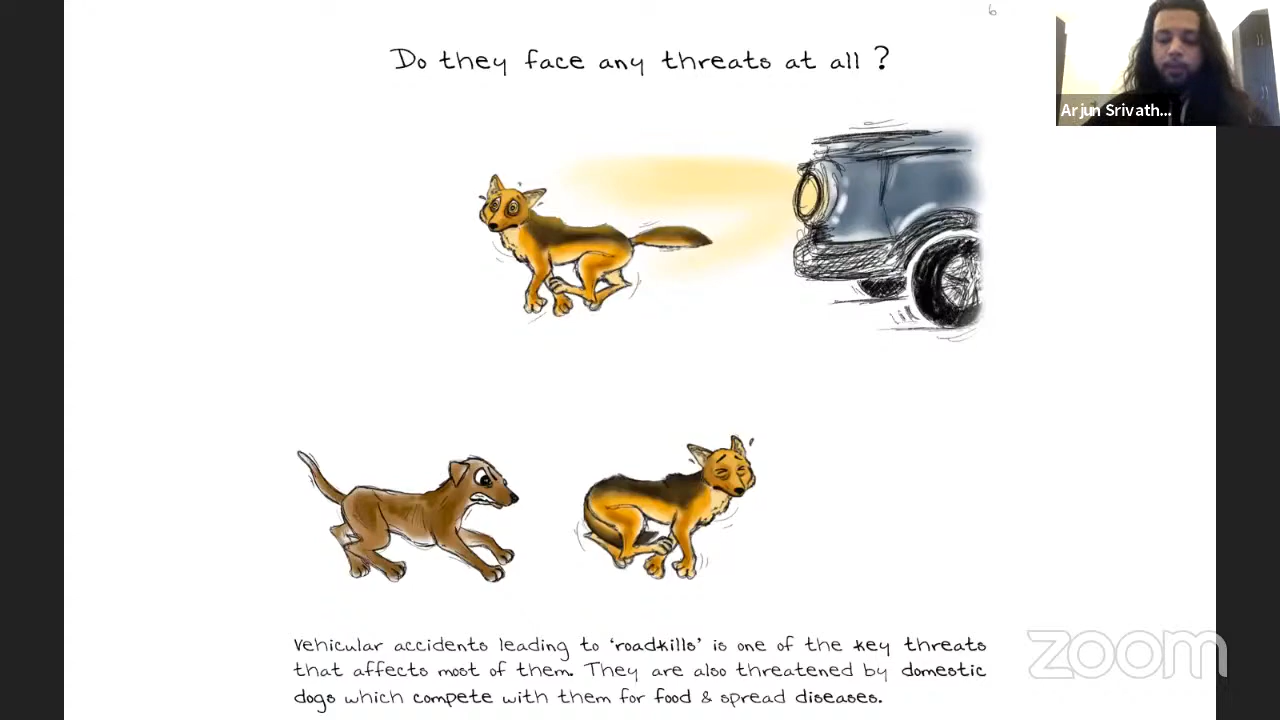 6
Do they face any threats at all ?
Arjun Srivath...
Vehicular accidents leading to 'roadkills' is one of the key threats
that affects most of them. They are also threatened by domestic
dogs which compete with them for food & spread diseases.
zoom